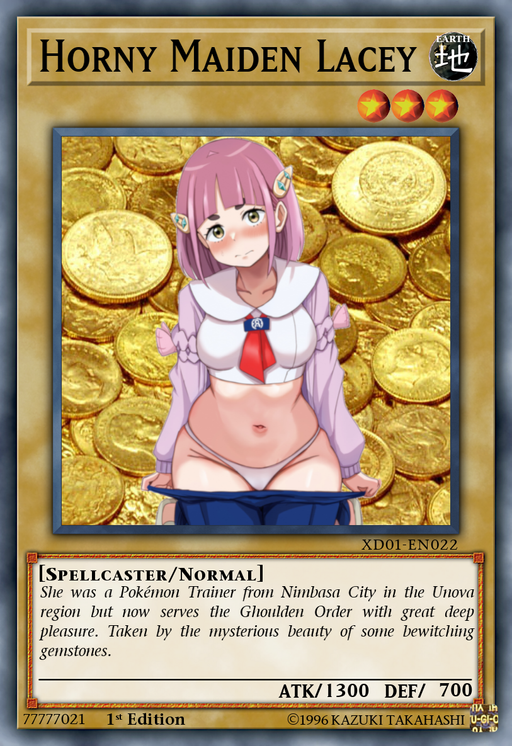 HORNY MAIDEN LACEY
EARTH
地
XD01-EN022
[SPELLCASTER/NORMAL]
She was a Pokémon Trainer from Nimbasa City in the Unova
region but now serves the Ghoulden Order with great deep
pleasure. Taken by the mysterious beauty of some bewitching
gemstones.
ATK/1300 DEF/ 700
77777021 1st Edition ©1996 KAZUKI TAKAHASHI